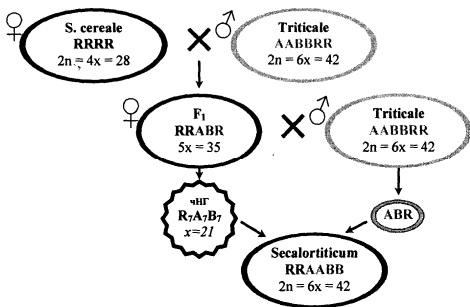 ♀
S. cereale
RRRR
2n = 4x = 28
×
♂
Triticale
AABBRR
2n = 6x = 42
♀
F₁
RRABR
5x = 35
×
♂
Triticale
AABBRR
2n = 6x = 42
чНГ
R₇A₇B₇
x=21
ABR
Secalortiticum
RRAABB
2n = 6x = 42